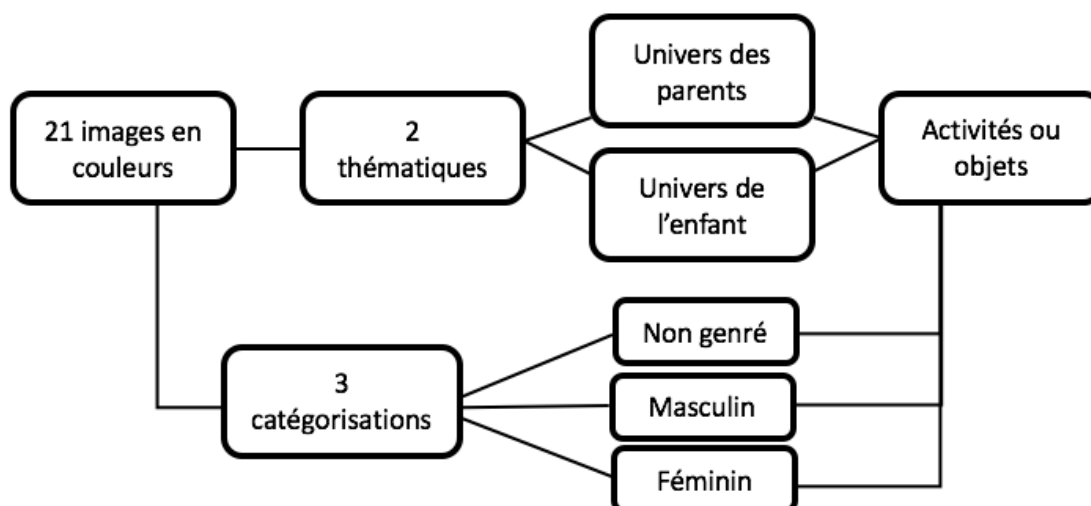 21 images en
couleurs
2
thématiques
Univers des
parents
Univers de
l’enfant
Activités ou
objets
3
catégorisations
Non genré
Masculin
Féminin